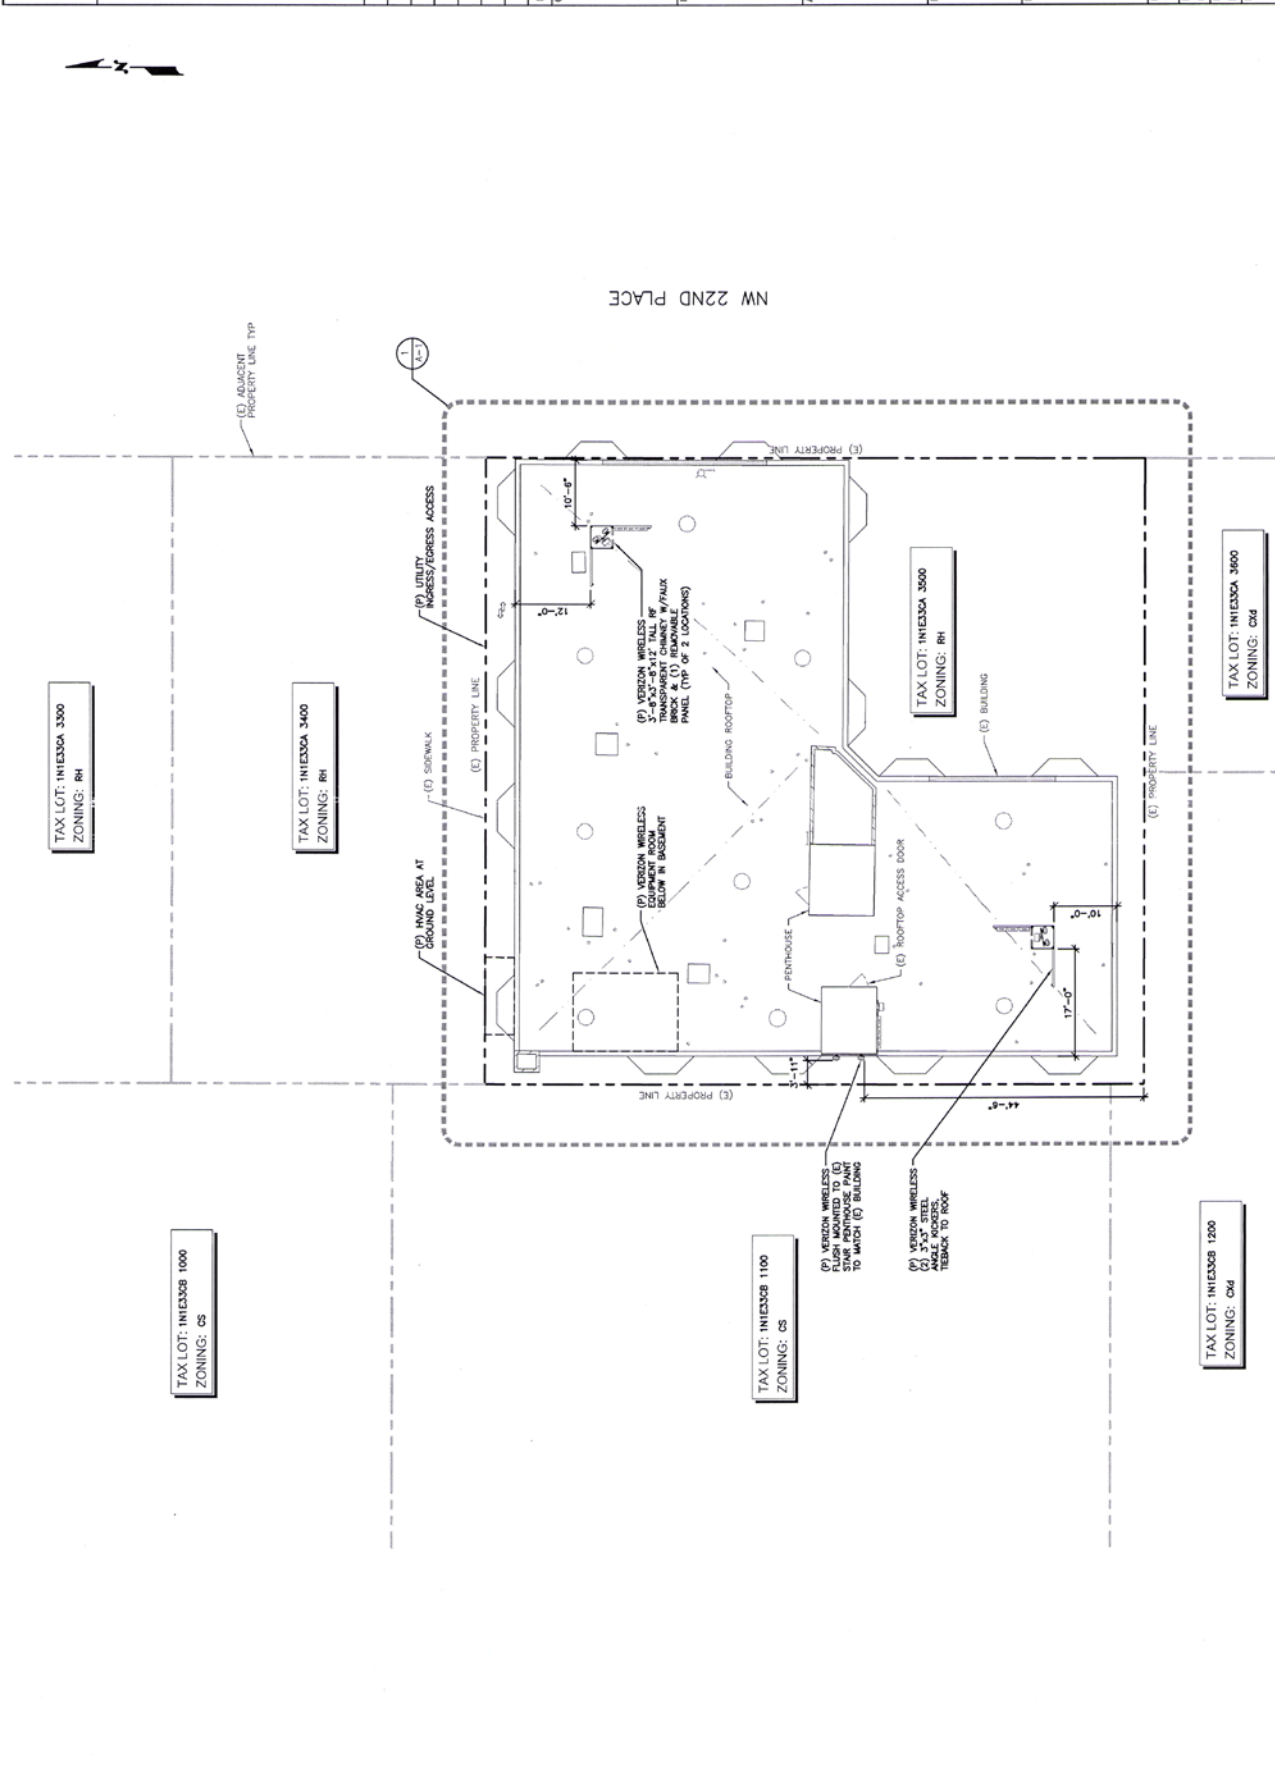 N
NW 22ND PLACE
(E) ADJACENT
PROPERTY LINE TYP
1
A-1
(P) UTILITY
INGRESS/EGRESS ACCESS
(E) PROPERTY LINE
(E) SIDEWALK
(P) HVAC AREA AT
GROUND LEVEL
TAX LOT: 1N1E33CA 3300
ZONING: RH
TAX LOT: 1N1E33CA 3400
ZONING: RH
(E) PROPERTY LINE
10'-6"
12'-0"
(P) VERIZON WIRELESS
3'-8"x3'-8"x12' TALL RF
TRANSPARENT CHIMNEY W/FAUX
BRICK & (1) REMOVABLE
PANEL (TYP OF 2 LOCATIONS)
BUILDING ROOFTOP
(P) VERIZON WIRELESS
EQUIPMENT ROOM
BELOW IN BASEMENT
PENTHOUSE
(E) ROOFTOP ACCESS DOOR
TAX LOT: 1N1E33CA 3500
ZONING: RH
(E) BUILDING
(E) PROPERTY LINE
TAX LOT: 1N1E33CA 3600
ZONING: CXd
10'-0"
17'-0"
3'-11"
44'-6"
(E) PROPERTY LINE
(P) VERIZON WIRELESS
FLUSH MOUNTED TO (E)
STAIR PENTHOUSE PAINT
TO MATCH (E) BUILDING
(P) VERIZON WIRELESS
(2) 3"x3" STEEL
ANGLE KICKERS,
TIEBACK TO ROOF
TAX LOT: 1N1E33CB 1000
ZONING: CS
TAX LOT: 1N1E33CB 1100
ZONING: CS
TAX LOT: 1N1E33CB 1200
ZONING: CXd